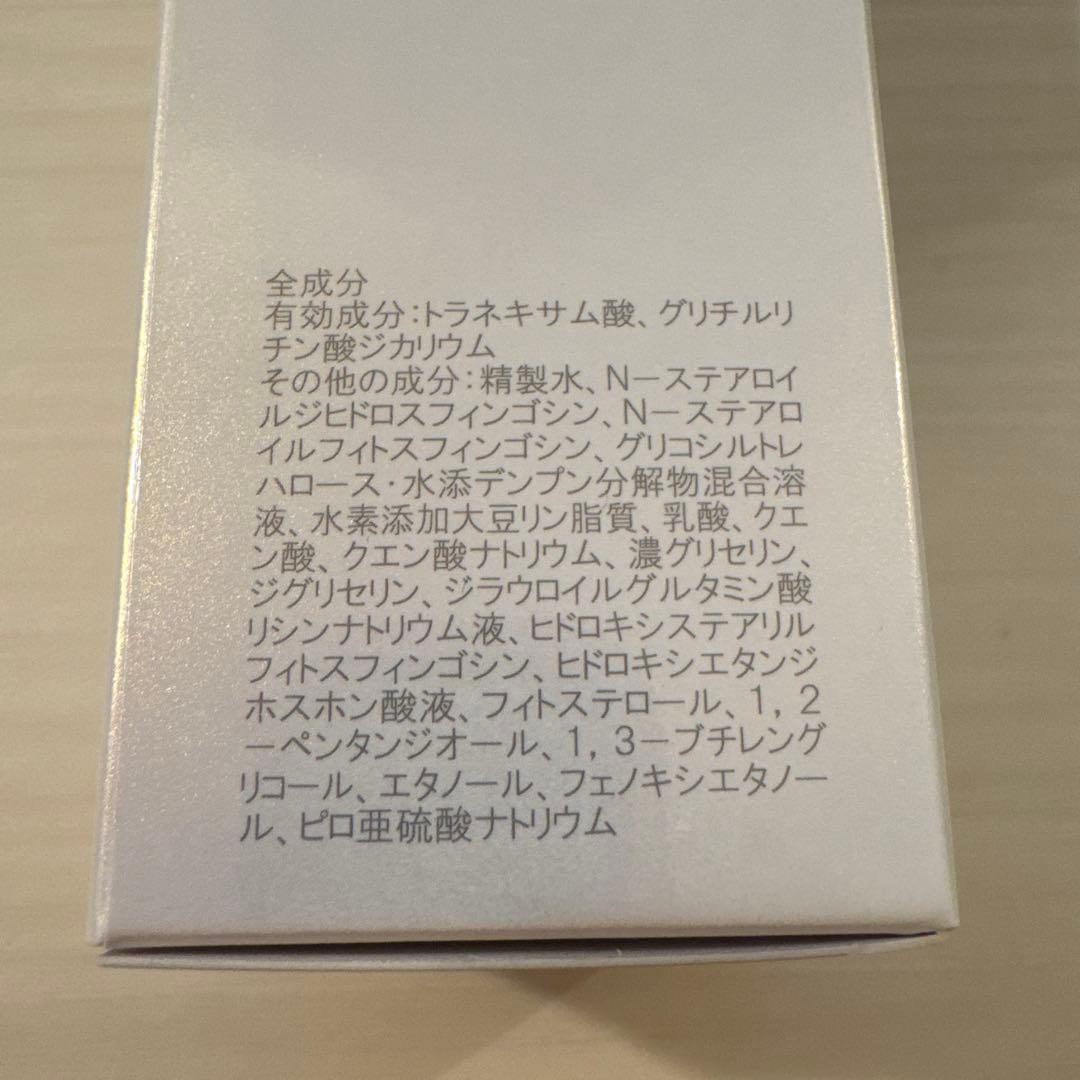 全成分
有効成分：トラネキサム酸、グリチルリ
チン酸ジカリウム
その他の成分：精製水、N－ステアロイ
ルジヒドロスフィンゴシン、N－ステアロ
イルフィトスフィンゴシン、グリコシルトレ
ハロース・水添デンプン分解物混合溶
液、水素添加大豆リン脂質、乳酸、クエ
ン酸、クエン酸ナトリウム、濃グリセリン、
ジグリセリン、ジラウロイルグルタミン酸
リシンナトリウム液、ヒドロキシステアリル
フィトスフィンゴシン、ヒドロキシエタンジ
ホスホン酸液、フィトステロール、1，2
－ペンタンジオール、1，3－ブチレング
リコール、エタノール、フェノキシエタノー
ル、ピロ亜硫酸ナトリウム